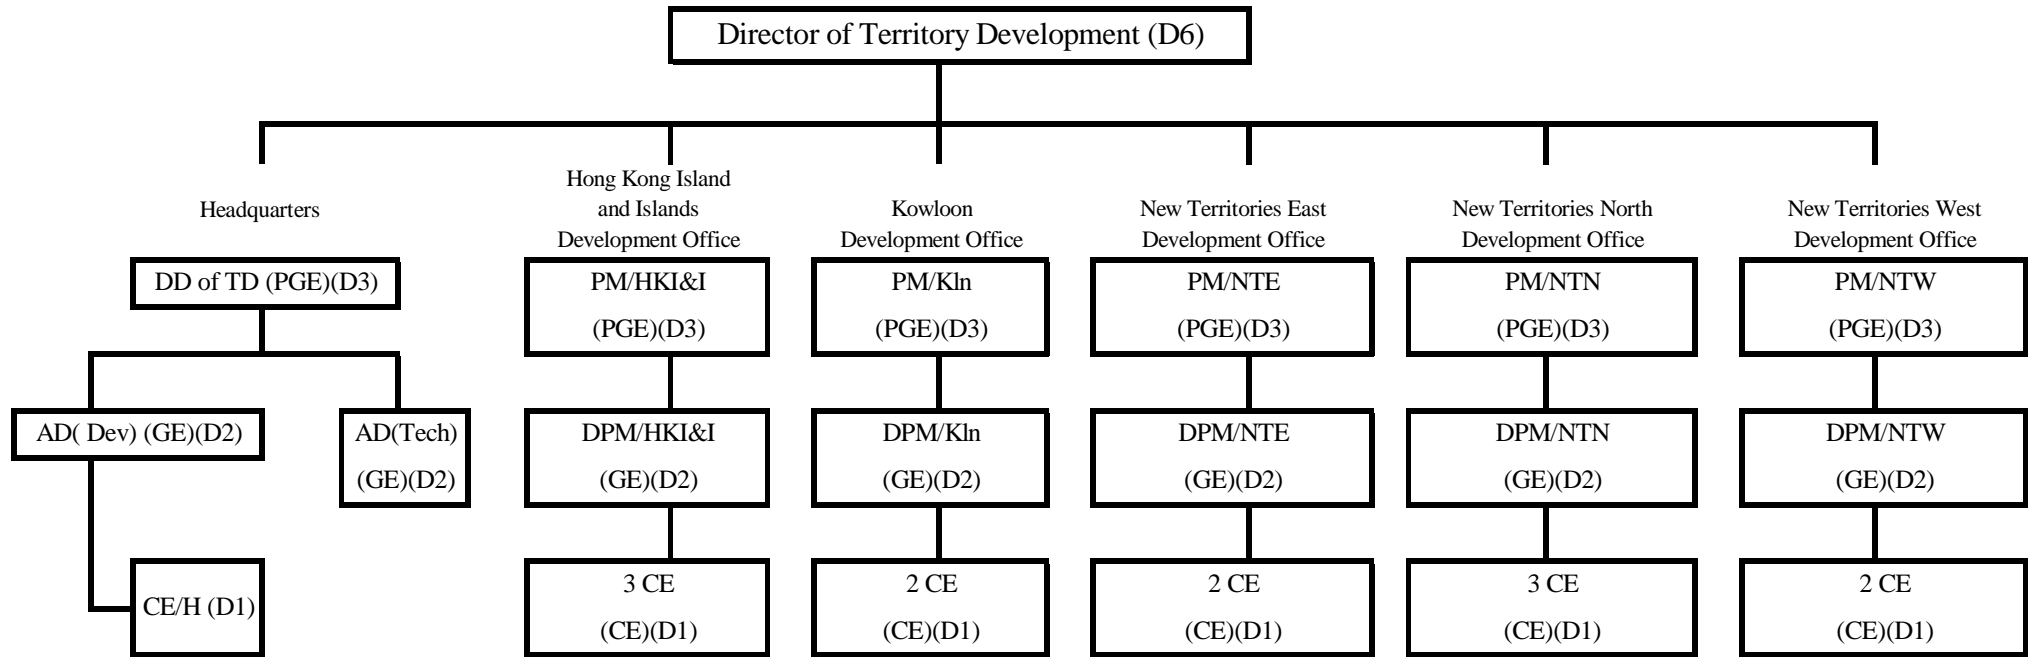 Director of Territory Development (D6)
Headquarters
Hong Kong Island
and Islands
Development Office
Kowloon
Development Office
New Territories East
Development Office
New Territories North
Development Office
New Territories West
Development Office
DD of TD (PGE)(D3)
PM/HKI&I
(PGE)(D3)
PM/Kln
(PGE)(D3)
PM/NTE
(PGE)(D3)
PM/NTN
(PGE)(D3)
PM/NTW
(PGE)(D3)
AD( Dev) (GE)(D2)
AD(Tech)
(GE)(D2)
DPM/HKI&I
(GE)(D2)
DPM/Kln
(GE)(D2)
DPM/NTE
(GE)(D2)
DPM/NTN
(GE)(D2)
DPM/NTW
(GE)(D2)
CE/H (D1)
3 CE
(CE)(D1)
2 CE
(CE)(D1)
2 CE
(CE)(D1)
3 CE
(CE)(D1)
2 CE
(CE)(D1)